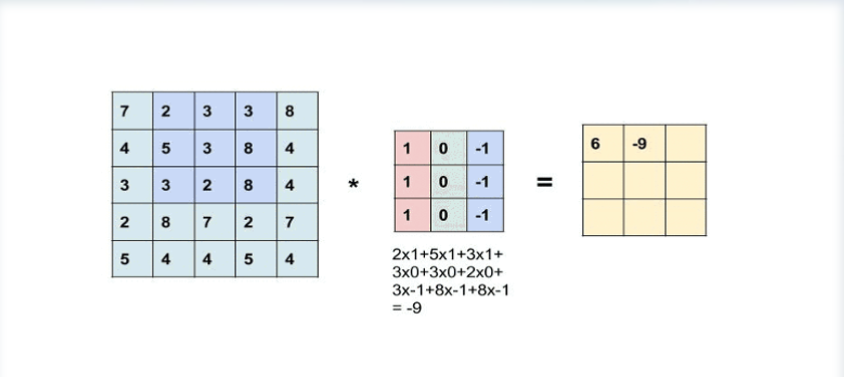 7 2 3 3 8
4 5 3 8 4
3 3 2 8 4
2 8 7 2 7
5 4 4 5 4
*
1 0 -1
1 0 -1
1 0 -1
2x1+5x1+3x1+
3x0+3x0+2x0+
3x-1+8x-1+8x-1
= -9
=
6 -9